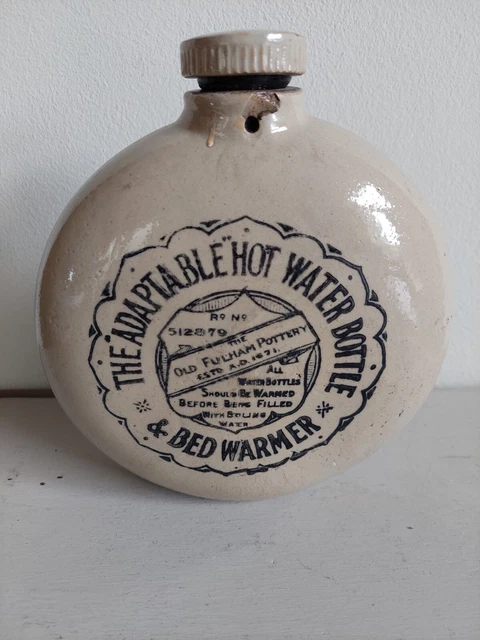 THE "ADAPTABLE" HOT WATER BOTTLE
& BED WARMER
RD NO
512879
THE
OLD FULHAM POTTERY
ESTD A.D. 1671.
ALL
WATER BOTTLES
SHOULD BE WARMED
BEFORE BEING FILLED
WITH BOILING
WATER